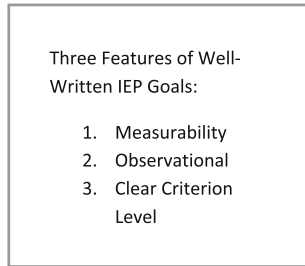 Three Features of Well-
Written IEP Goals:
1. Measurability
2. Observational
3. Clear Criterion
Level